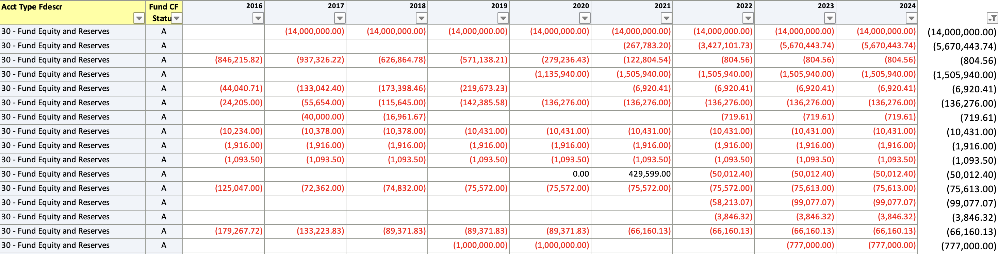 Acct Type Fdescr Fund CF Statu 2016 2017 2018 2019 2020 2021 2022 2023 2024
30 - Fund Equity and Reserves A (14,000,000.00) (14,000,000.00) (14,000,000.00) (14,000,000.00) (14,000,000.00) (14,000,000.00) (14,000,000.00) (14,000,000.00) (14,000,000.00)
30 - Fund Equity and Reserves A (267,783.20) (3,427,101.73) (5,670,443.74) (5,670,443.74) (5,670,443.74)
30 - Fund Equity and Reserves A (846,215.82) (937,326.22) (626,864.78) (571,138.21) (279,236.43) (122,804.54) (804.56) (804.56) (804.56) (804.56)
30 - Fund Equity and Reserves A (1,135,940.00) (1,505,940.00) (1,505,940.00) (1,505,940.00) (1,505,940.00) (1,505,940.00)
30 - Fund Equity and Reserves A (44,040.71) (133,042.40) (173,398.46) (219,673.23) (6,920.41) (6,920.41) (6,920.41) (6,920.41) (6,920.41)
30 - Fund Equity and Reserves A (24,205.00) (55,654.00) (115,645.00) (142,385.58) (136,276.00) (136,276.00) (136,276.00) (136,276.00) (136,276.00) (136,276.00)
30 - Fund Equity and Reserves A (40,000.00) (16,961.67) (719.61) (719.61) (719.61) (719.61)
30 - Fund Equity and Reserves A (10,234.00) (10,378.00) (10,378.00) (10,431.00) (10,431.00) (10,431.00) (10,431.00) (10,431.00) (10,431.00) (10,431.00)
30 - Fund Equity and Reserves A (1,916.00) (1,916.00) (1,916.00) (1,916.00) (1,916.00) (1,916.00) (1,916.00) (1,916.00) (1,916.00) (1,916.00)
30 - Fund Equity and Reserves A (1,093.50) (1,093.50) (1,093.50) (1,093.50) (1,093.50) (1,093.50) (1,093.50) (1,093.50) (1,093.50) (1,093.50)
30 - Fund Equity and Reserves A 0.00 429,599.00 (50,012.40) (50,012.40) (50,012.40) (50,012.40)
30 - Fund Equity and Reserves A (125,047.00) (72,362.00) (74,832.00) (75,572.00) (75,572.00) (75,572.00) (75,572.00) (75,613.00) (75,613.00) (75,613.00)
30 - Fund Equity and Reserves A (58,213.07) (99,077.07) (99,077.07) (99,077.07)
30 - Fund Equity and Reserves A (3,846.32) (3,846.32) (3,846.32) (3,846.32)
30 - Fund Equity and Reserves A (179,267.72) (133,223.83) (89,371.83) (89,371.83) (89,371.83) (66,160.13) (66,160.13) (66,160.13) (66,160.13) (66,160.13)
30 - Fund Equity and Reserves A (1,000,000.00) (1,000,000.00) (777,000.00) (777,000.00) (777,000.00)